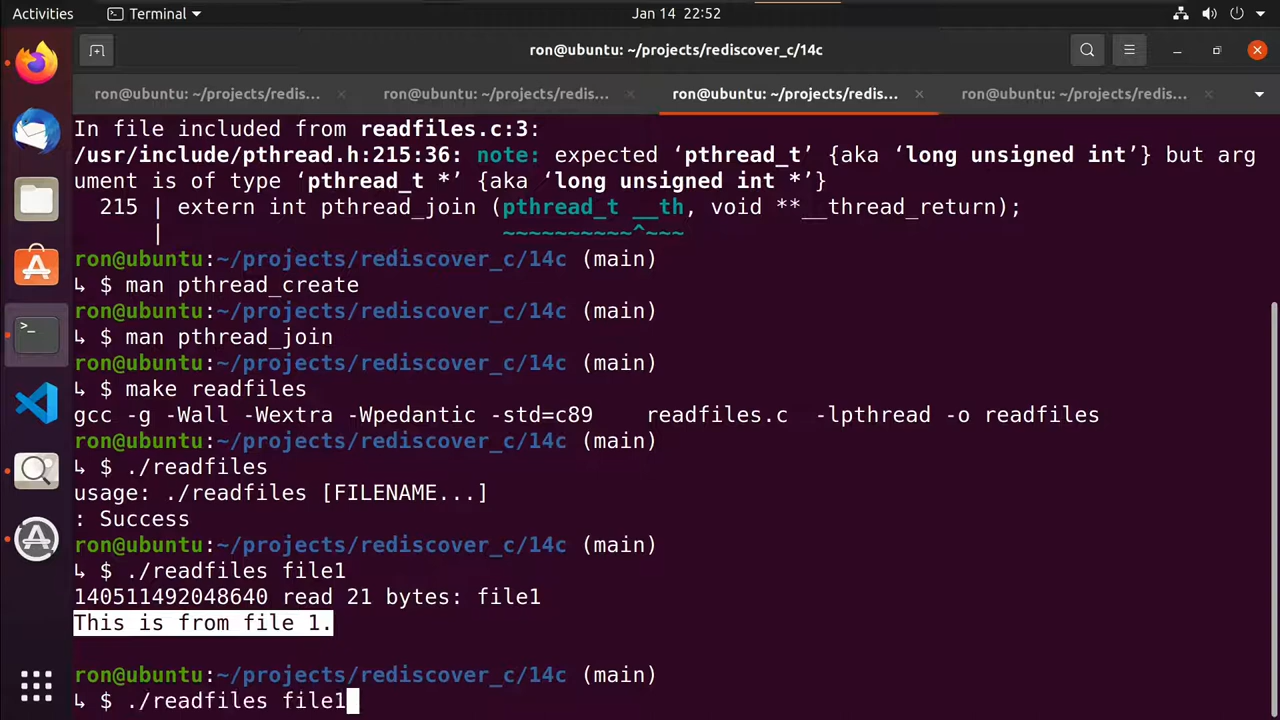 Activities Terminal Jan 14 22:52
ron@ubuntu: ~/projects/rediscover_c/14c
ron@ubuntu: ~/projects/redis... ron@ubuntu: ~/projects/redis... ron@ubuntu: ~/projects/redis... ron@ubuntu: ~/projects/redis...
In file included from readfiles.c:3:
/usr/include/pthread.h:215:36: note: expected ‘pthread_t’ {aka ‘long unsigned int’} but arg
ument is of type ‘pthread_t *’ {aka ‘long unsigned int *’}
215 | extern int pthread_join (pthread_t __th, void **__thread_return);
| ~~~~~~~~~~^~~~
ron@ubuntu:~/projects/rediscover_c/14c (main)
↳ $ man pthread_create
ron@ubuntu:~/projects/rediscover_c/14c (main)
↳ $ man pthread_join
ron@ubuntu:~/projects/rediscover_c/14c (main)
↳ $ make readfiles
gcc -g -Wall -Wextra -Wpedantic -std=c89 readfiles.c -lpthread -o readfiles
ron@ubuntu:~/projects/rediscover_c/14c (main)
↳ $ ./readfiles
usage: ./readfiles [FILENAME...]
: Success
ron@ubuntu:~/projects/rediscover_c/14c (main)
↳ $ ./readfiles file1
140511492048640 read 21 bytes: file1
This is from file 1.
ron@ubuntu:~/projects/rediscover_c/14c (main)
↳ $ ./readfiles file1